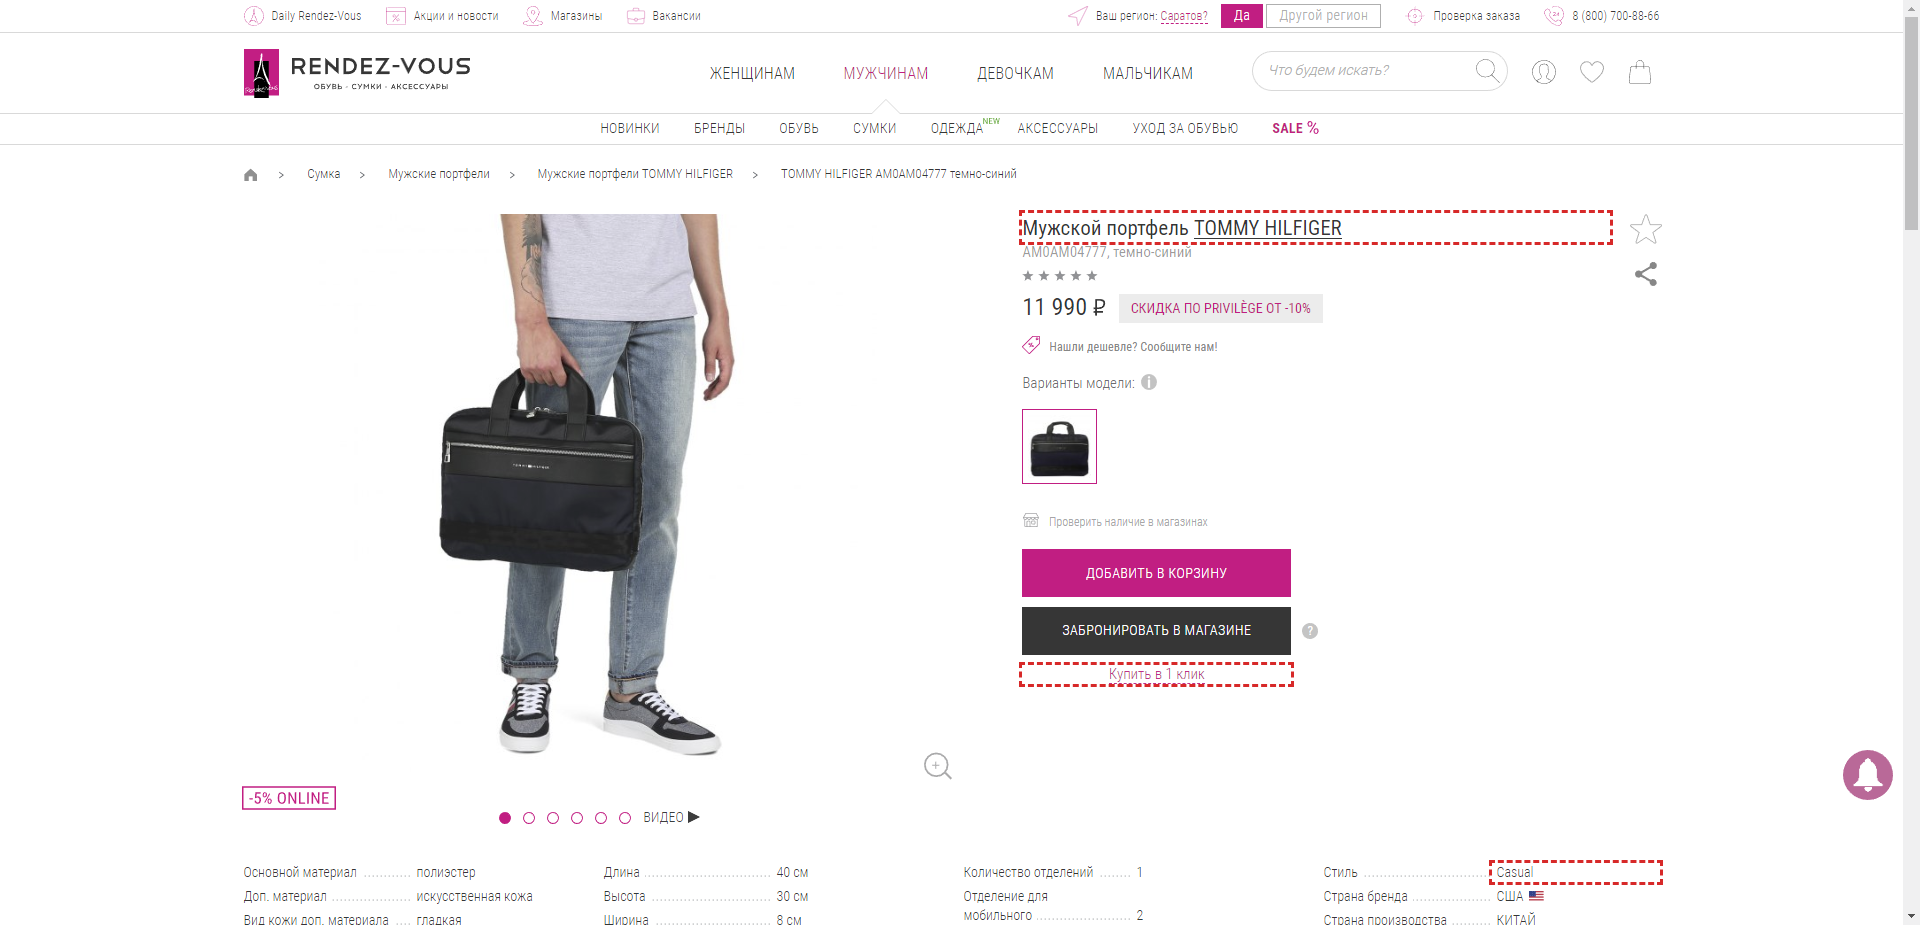 Daily Rendez-Vous
Акции и новости
Магазины
Вакансии
Ваш регион: Саратов?
Да
Другой регион
Проверка заказа
8 (800) 700-88-66
RENDEZ-VOUS
ОБУВЬ · СУМКИ · АКСЕССУАРЫ
ЖЕНЩИНАМ
МУЖЧИНАМ
ДЕВОЧКАМ
МАЛЬЧИКАМ
Что будем искать?
НОВИНКИ
БРЕНДЫ
ОБУВЬ
СУМКИ
ОДЕЖДА NEW
АКСЕССУАРЫ
УХОД ЗА ОБУВЬЮ
SALE %
> Сумка > Мужские портфели > Мужские портфели TOMMY HILFIGER > TOMMY HILFIGER AM0AM04777 темно-синий
Мужской портфель TOMMY HILFIGER
AM0AM04777, темно-синий
11 990 ₽
СКИДКА ПО PRIVILÈGE ОТ -10%
Нашли дешевле? Сообщите нам!
Варианты модели:
Проверить наличие в магазинах
ДОБАВИТЬ В КОРЗИНУ
ЗАБРОНИРОВАТЬ В МАГАЗИНЕ
?
Купить в 1 клик
TOMMY HILFIGER
-5% ONLINE
ВИДЕО
Основной материал ........... полиэстер
Доп. материал ................... искусственная кожа
Вид кожи доп. материала .... гладкая
Длина .............................. 40 см
Высота ............................ 30 см
Ширина ........................... 8 см
Количество отделений ....... 1
Отделение для
мобильного ....................... 2
Стиль .............................. Casual
Страна бренда .................. США
Страна производства ......... КИТАЙ